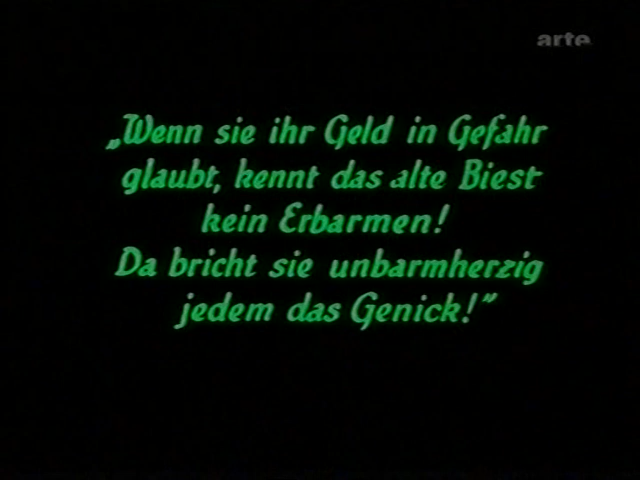 arte
„Wenn sie ihr Geld in Gefahr
glaubt, kennt das alte Biest
kein Erbarmen!
Da bricht sie unbarmherzig
jedem das Genick!”